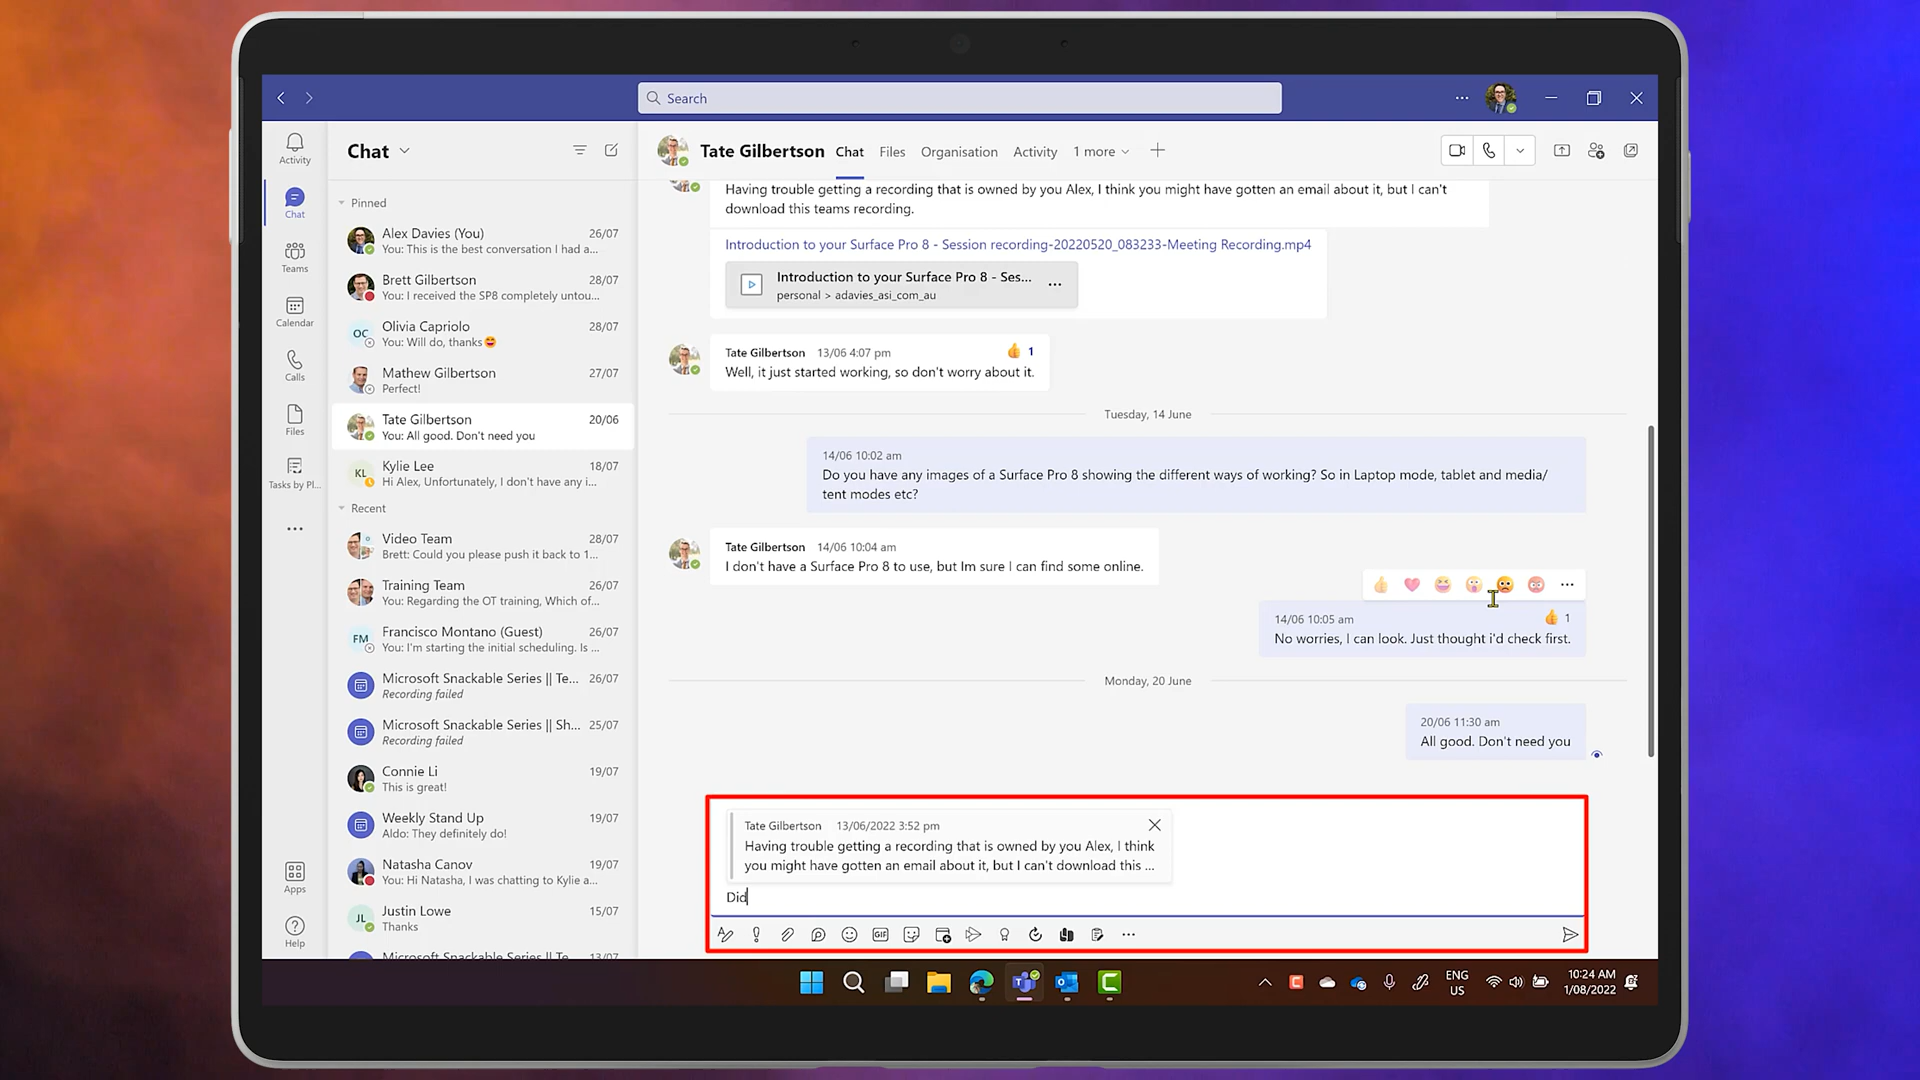 Search
Activity
Chat
Teams
Calendar
Calls
Files
Tasks by Pl...
Apps
Help
Chat
Pinned
Alex Davies (You) 26/07
You: This is the best conversation I had a...
Brett Gilbertson 28/07
You: I received the SP8 completely untou...
OC
Olivia Capriolo 28/07
You: Will do, thanks😍
Mathew Gilbertson 27/07
Perfect!
Tate Gilbertson 20/06
You: All good. Don't need you
KL
Kylie Lee 18/07
Hi Alex, Unfortunately, I don't have any i...
Recent
Video Team 28/07
Brett: Could you please push it back to 1...
Training Team 26/07
You: Regarding the OT training, Which of...
FM
Francisco Montano (Guest) 26/07
You: I'm starting the initial scheduling. Is ...
Microsoft Snackable Series || Te... 26/07
Recording failed
Microsoft Snackable Series || Sh... 25/07
Recording failed
Connie Li 19/07
This is great!
Weekly Stand Up 19/07
Aldo: They definitely do!
Natasha Canov 19/07
You: Hi Natasha, I was chatting to Kylie a...
JL
Justin Lowe 15/07
Thanks
Microsoft Snackable Series || Te... 13/07
Tate Gilbertson Chat Files Organisation Activity 1 more
Having trouble getting a recording that is owned by you Alex, I think you might have gotten an email about it, but I can't
download this teams recording.
Introduction to your Surface Pro 8 - Session recording-20220520_083233-Meeting Recording.mp4
Introduction to your Surface Pro 8 - Ses...
personal > adavies_asi_com_au
Tate Gilbertson 13/06 4:07 pm 👍 1
Well, it just started working, so don't worry about it.
Tuesday, 14 June
14/06 10:02 am
Do you have any images of a Surface Pro 8 showing the different ways of working? So in Laptop mode, tablet and media/
tent modes etc?
Tate Gilbertson 14/06 10:04 am
I don't have a Surface Pro 8 to use, but Im sure I can find some online.
14/06 10:05 am 👍 1
No worries, I can look. Just thought i'd check first.
Monday, 20 June
20/06 11:30 am
All good. Don't need you
Tate Gilbertson 13/06/2022 3:52 pm
Having trouble getting a recording that is owned by you Alex, I think
you might have gotten an email about it, but I can't download this ...
Did
GIF
ENG
US
10:24 AM
1/08/2022